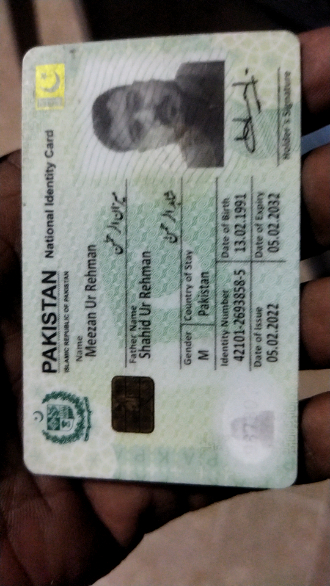 PAKISTAN National Identity Card
ISLAMIC REPUBLIC OF PAKISTAN
Name
Meezan Ur Rehman
میزان الرحمن
Father Name
Shahid Ur Rehman
شاہد الرحمن
Gender
Country of Stay
M
Pakistan
Identity Number
Date of Birth
42101-2693858-5
13.02.1991
Date of Issue
Date of Expiry
05.02.2022
05.02.2032
Holder's Signature